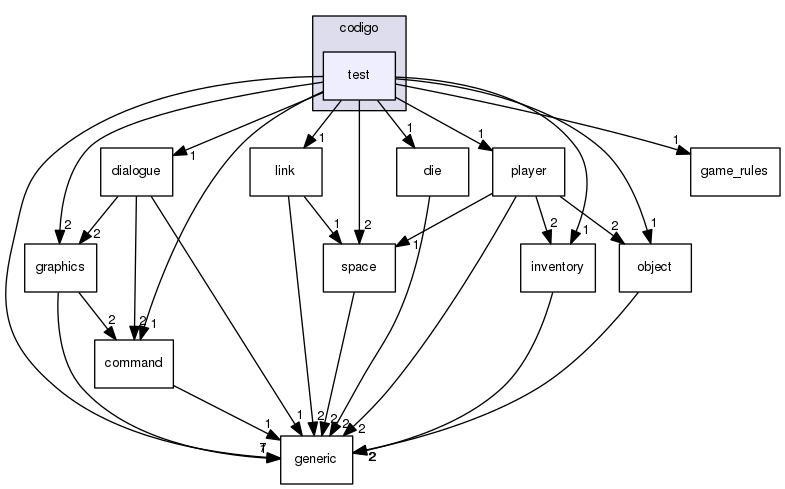 codigo
test
1
1
1
1
1
dialogue
link
die
player
game_rules
2
2
1
2
1
2
1
2
1
graphics
space
inventory
object
2
2
1
command
1
1
2
2
2
2
generic
2